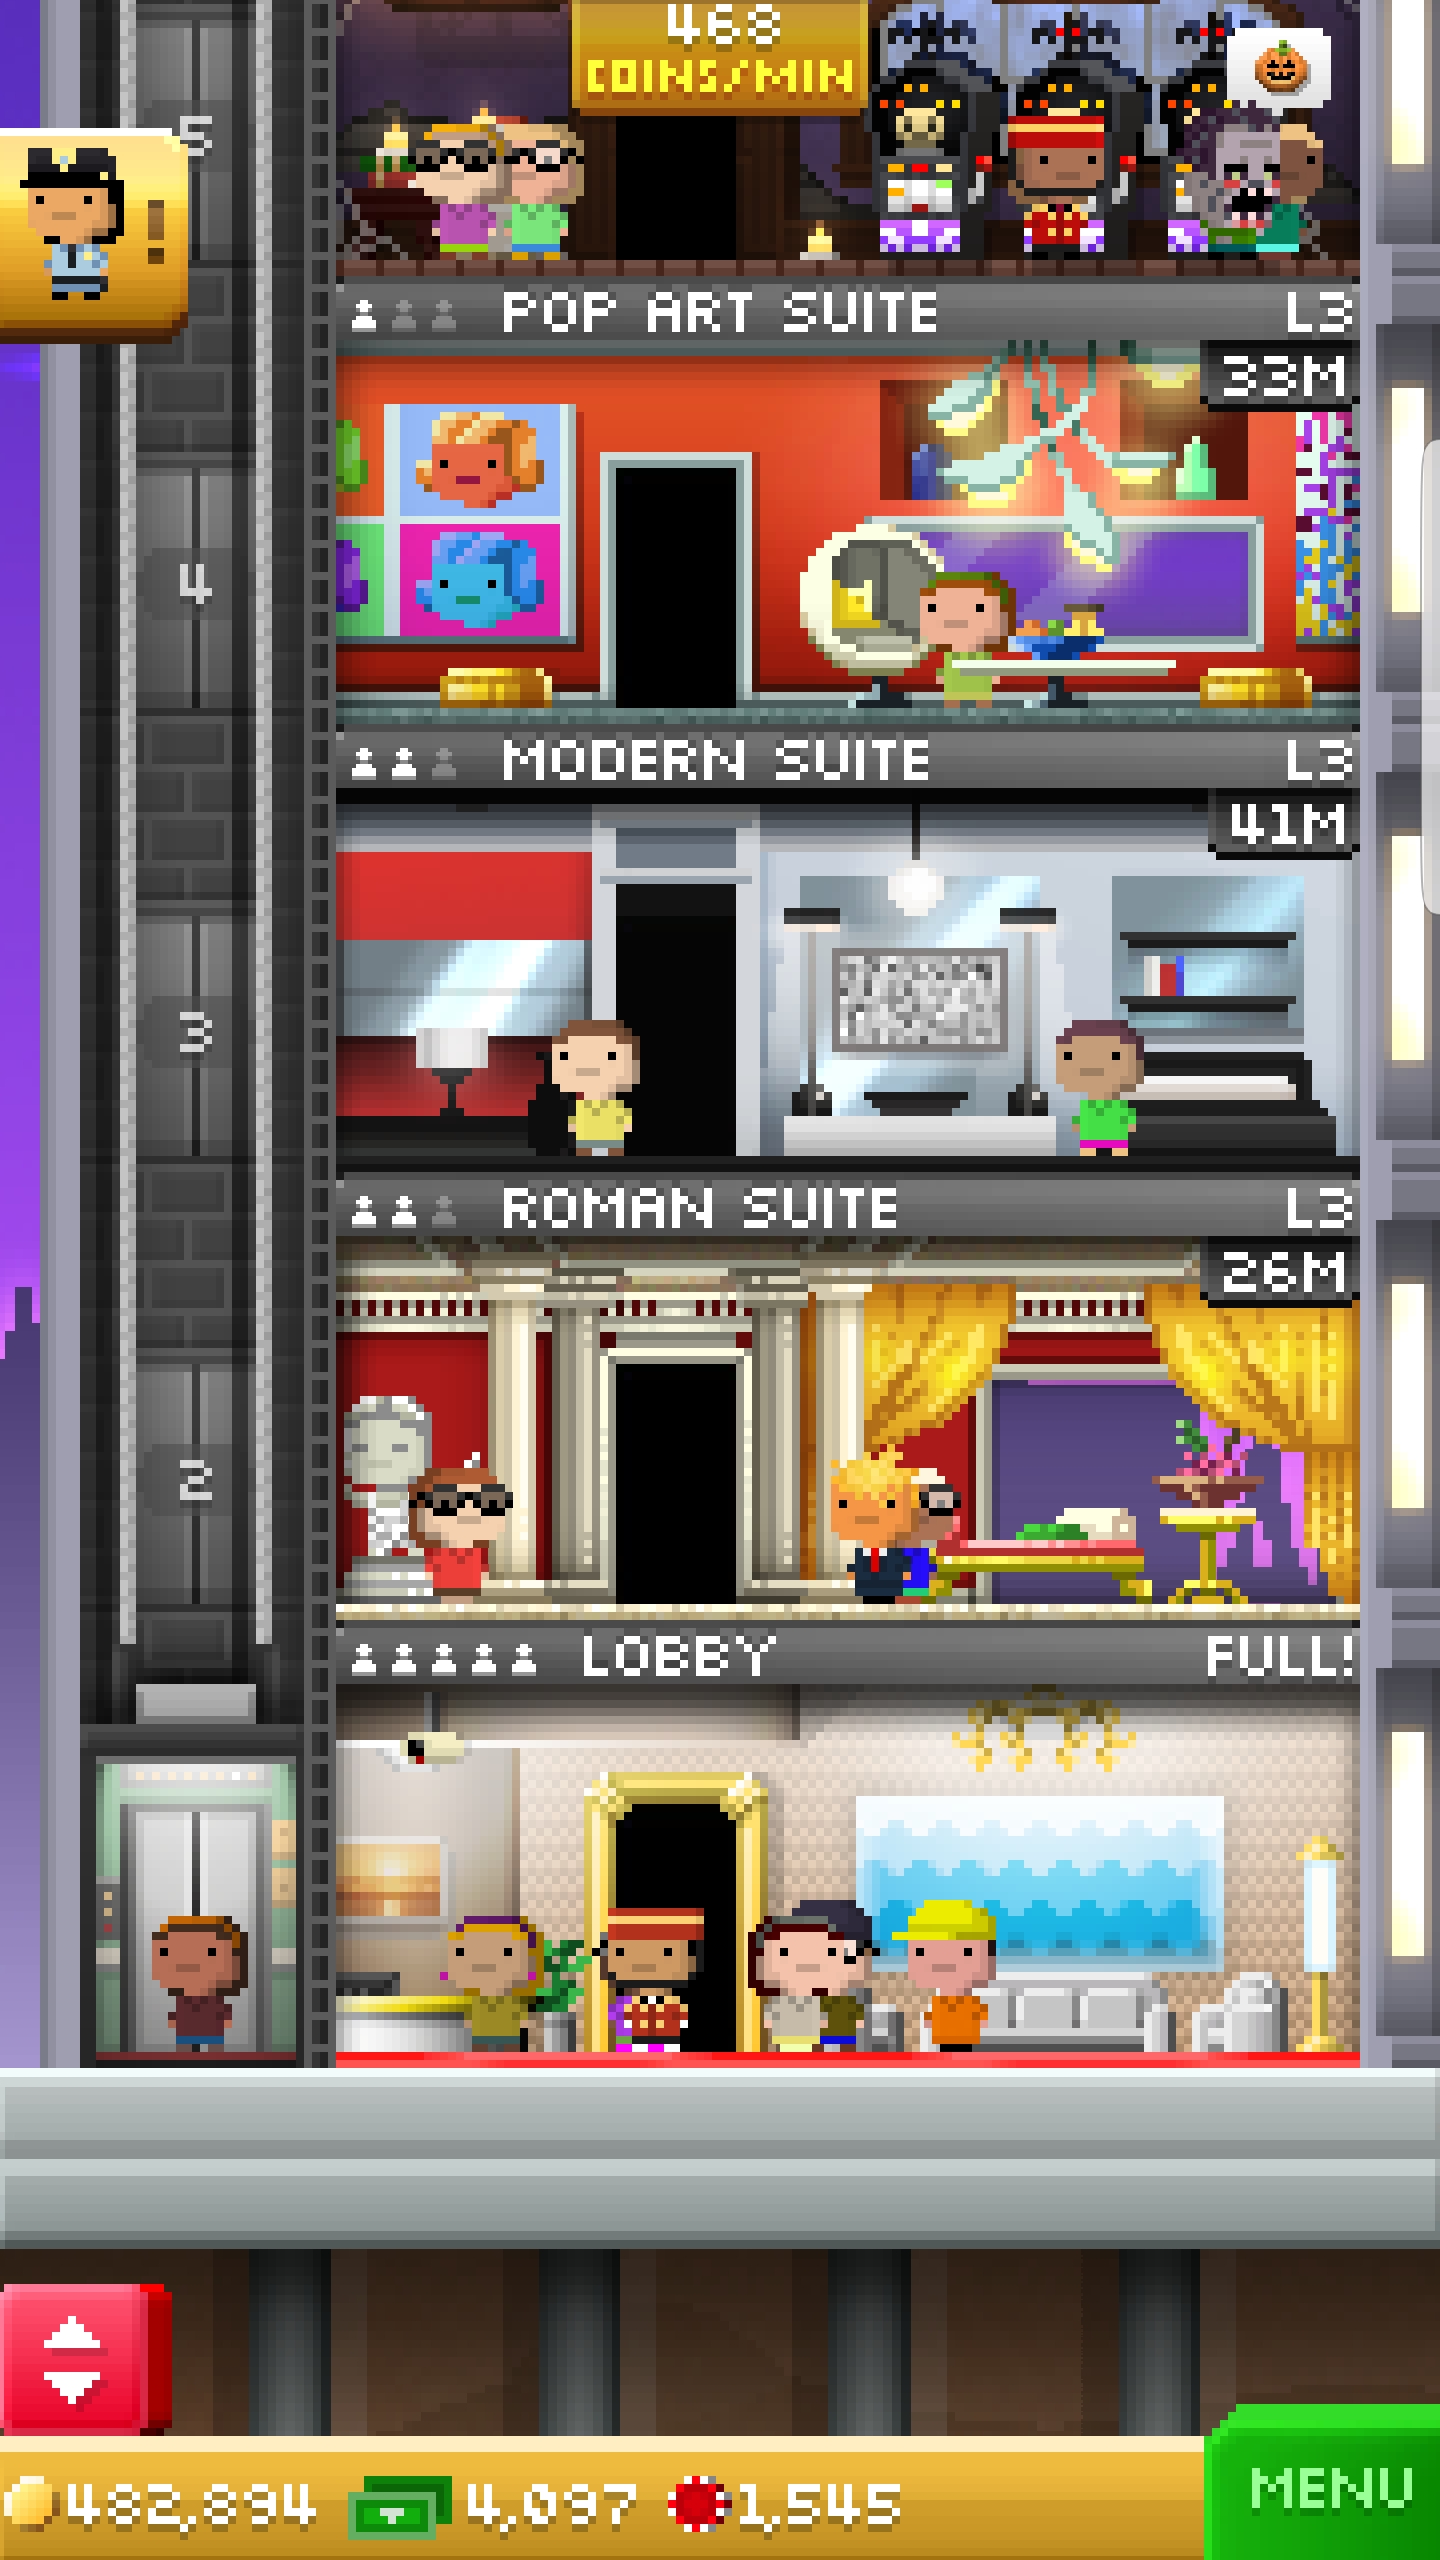 468
COINS/MIN
5
!
POP ART SUITE L3
33M
4
MODERN SUITE L3
41M
3
ROMAN SUITE L3
26M
2
LOBBY FULL!
MENU
482,894 4,097 1,545